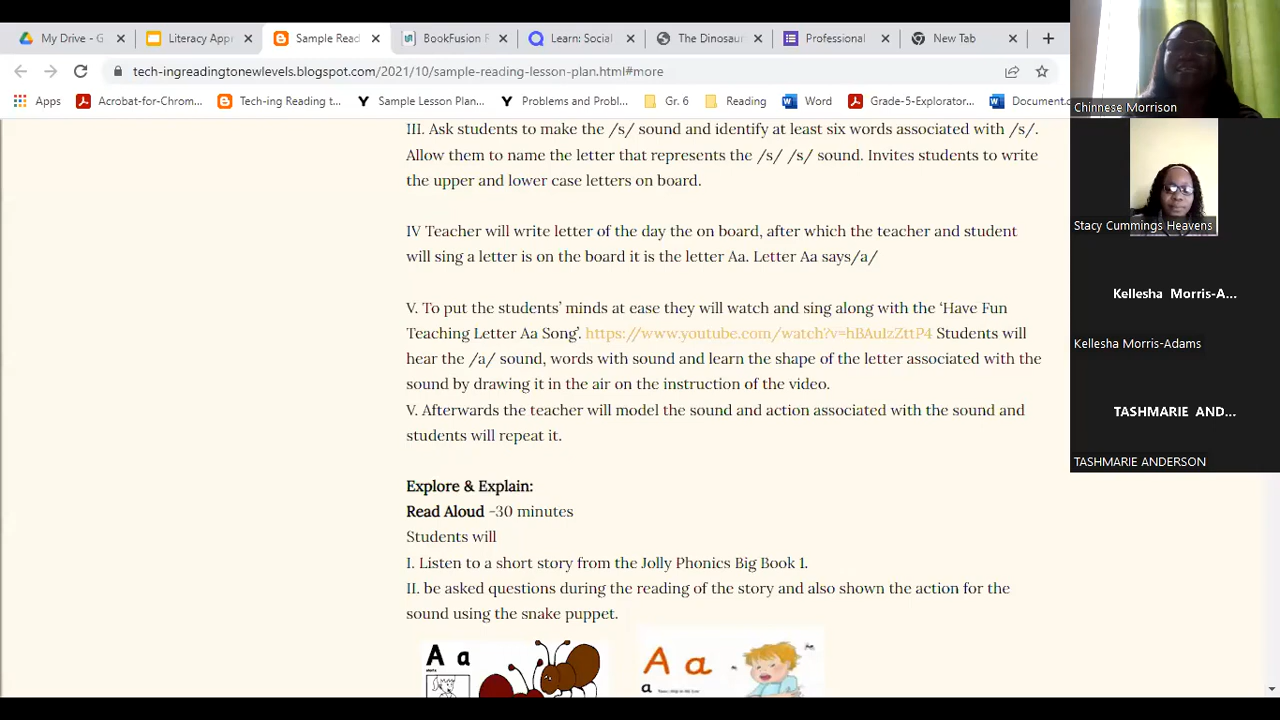 My Drive - G
Literacy Appr
Sample Read
BookFusion R
Learn: Social
The Dinosau
Professional
New Tab
tech-ingreadingtonewlevels.blogspot.com/2021/10/sample-reading-lesson-plan.html#more
Apps
Acrobat-for-Chrom...
Tech-ing Reading t...
Sample Lesson Plan...
Problems and Probl...
Gr. 6
Reading
Word
Grade-5-Explorator...
Document.d
III. Ask students to make the /s/ sound and identify at least six words associated with /s/.
Allow them to name the letter that represents the /s/ /s/ sound. Invites students to write
the upper and lower case letters on board.
IV Teacher will write letter of the day the on board, after which the teacher and student
will sing a letter is on the board it is the letter Aa. Letter Aa says/a/
V. To put the students’ minds at ease they will watch and sing along with the ‘Have Fun
Teaching Letter Aa Song’. https://www.youtube.com/watch?v=hBAuIzZttP4 Students will
hear the /a/ sound, words with sound and learn the shape of the letter associated with the
sound by drawing it in the air on the instruction of the video.
V. Afterwards the teacher will model the sound and action associated with the sound and
students will repeat it.
Explore & Explain:
Read Aloud -30 minutes
Students will
I. Listen to a short story from the Jolly Phonics Big Book 1.
II. be asked questions during the reading of the story and also shown the action for the
sound using the snake puppet.
A a
A a
a
Chinnese Morrison
Stacy Cummings Heavens
Kellesha Morris-A...
Kellesha Morris-Adams
TASHMARIE AND...
TASHMARIE ANDERSON